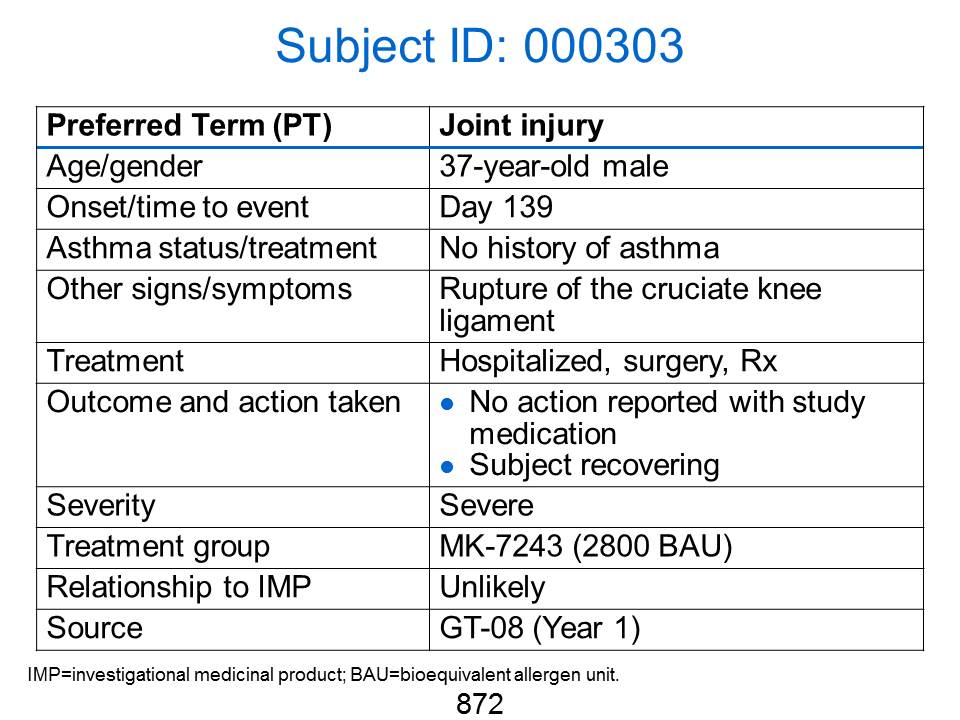 Subject ID: 000303
Preferred Term (PT) Joint injury
Age/gender 37-year-old male
Onset/time to event Day 139
Asthma status/treatment No history of asthma
Other signs/symptoms Rupture of the cruciate knee
ligament
Treatment Hospitalized, surgery, Rx
Outcome and action taken ● No action reported with study
medication
● Subject recovering
Severity Severe
Treatment group MK-7243 (2800 BAU)
Relationship to IMP Unlikely
Source GT-08 (Year 1)
IMP=investigational medicinal product; BAU=bioequivalent allergen unit.
872